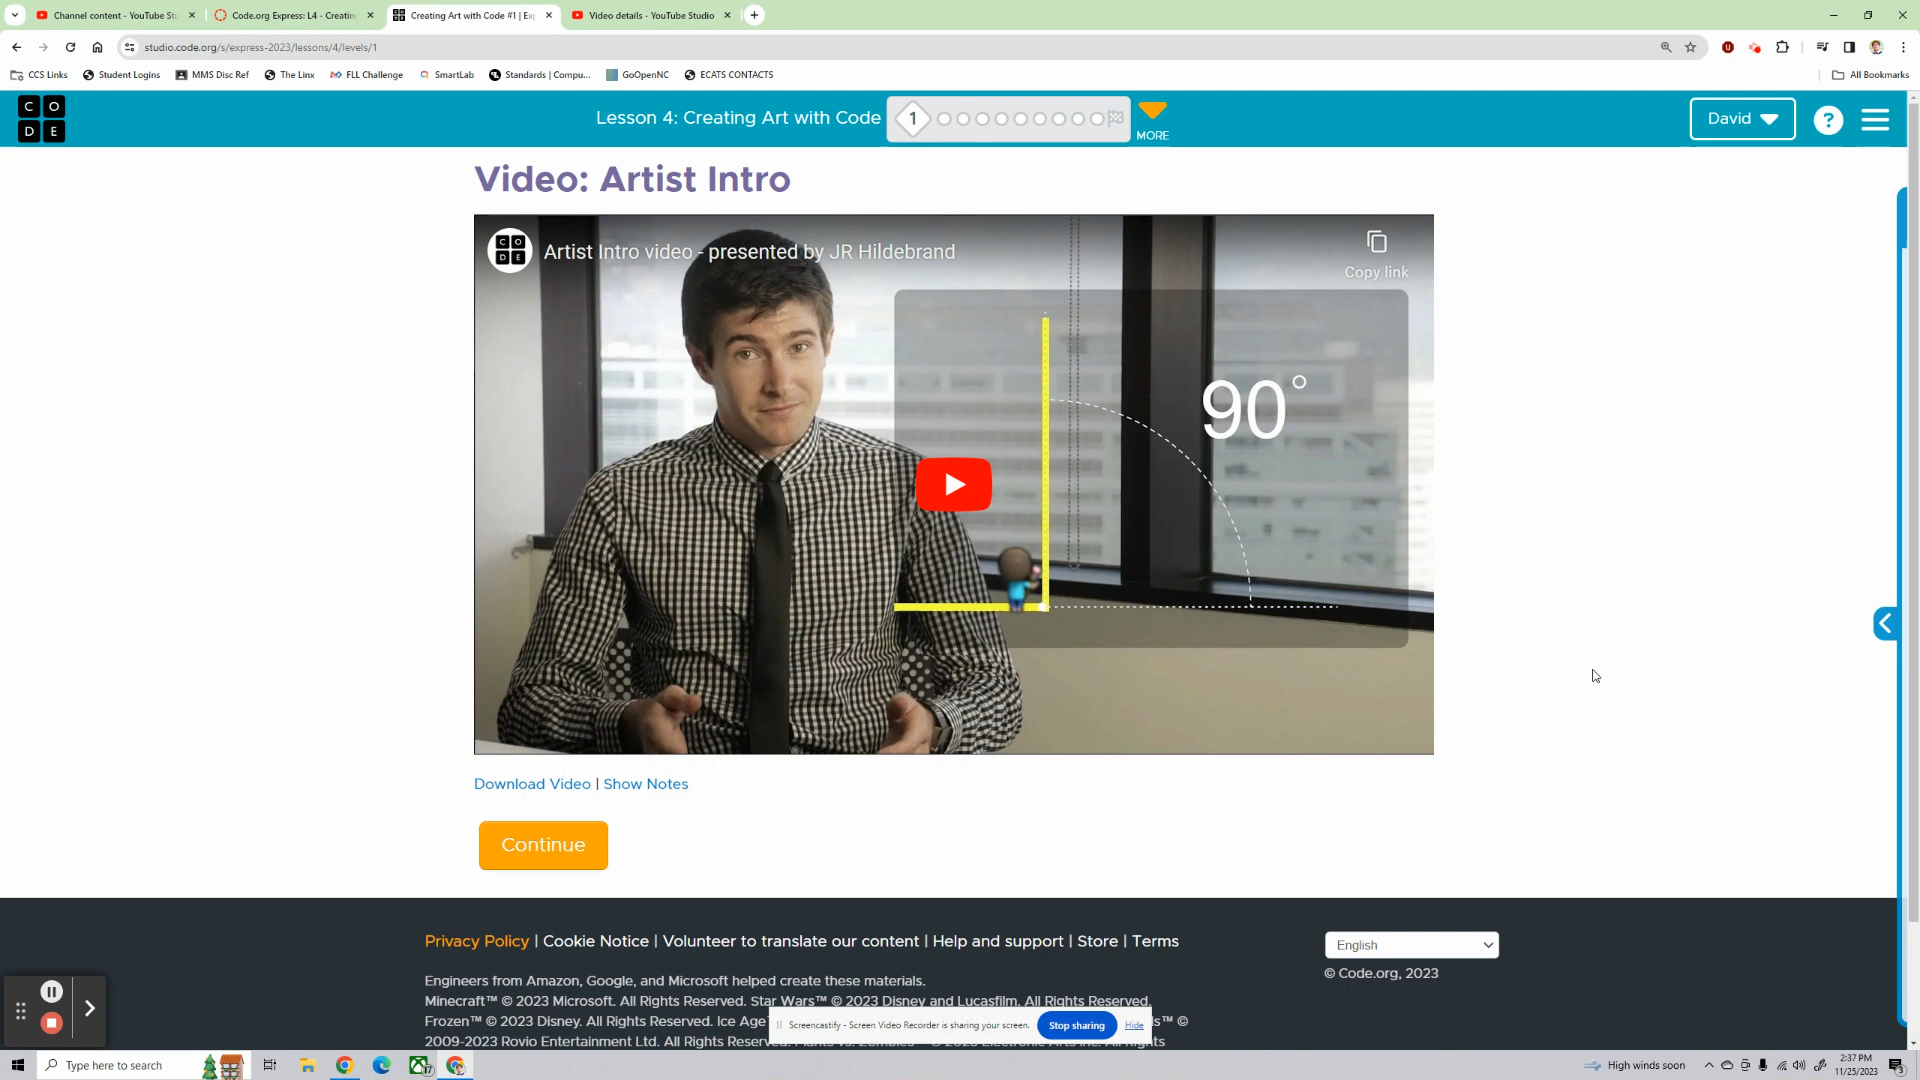 Channel content - YouTube Stu
Code.org Express: L4 - Creatin
Creating Art with Code #1 | Ex
Video details - YouTube Studio
studio.code.org/s/express-2023/lessons/4/levels/1
CCS Links
Student Logins
MMS Disc Ref
The Linx
FLL Challenge
SmartLab
Standards | Compu...
GoOpenNC
ECATS CONTACTS
All Bookmarks
C O
D E
Lesson 4: Creating Art with Code
1
MORE
David
?
Video: Artist Intro
C O
D E
Artist Intro video - presented by JR Hildebrand
Copy link
90°
Download Video | Show Notes
Continue
Privacy Policy | Cookie Notice | Volunteer to translate our content | Help and support | Store | Terms
English
Engineers from Amazon, Google, and Microsoft helped create these materials.
© Code.org, 2023
Minecraft™ © 2023 Microsoft. All Rights Reserved. Star Wars™ © 2023 Disney and Lucasfilm. All Rights Reserved.
Frozen™ © 2023 Disney. All Rights Reserved. Ice Age
™ ©
Screencastify - Screen Video Recorder is sharing your screen.
Stop sharing
Hide
2009-2023 Rovio Entertainment Ltd. All Rights
Type here to search
17
High winds soon
2:37 PM
11/25/2023
3